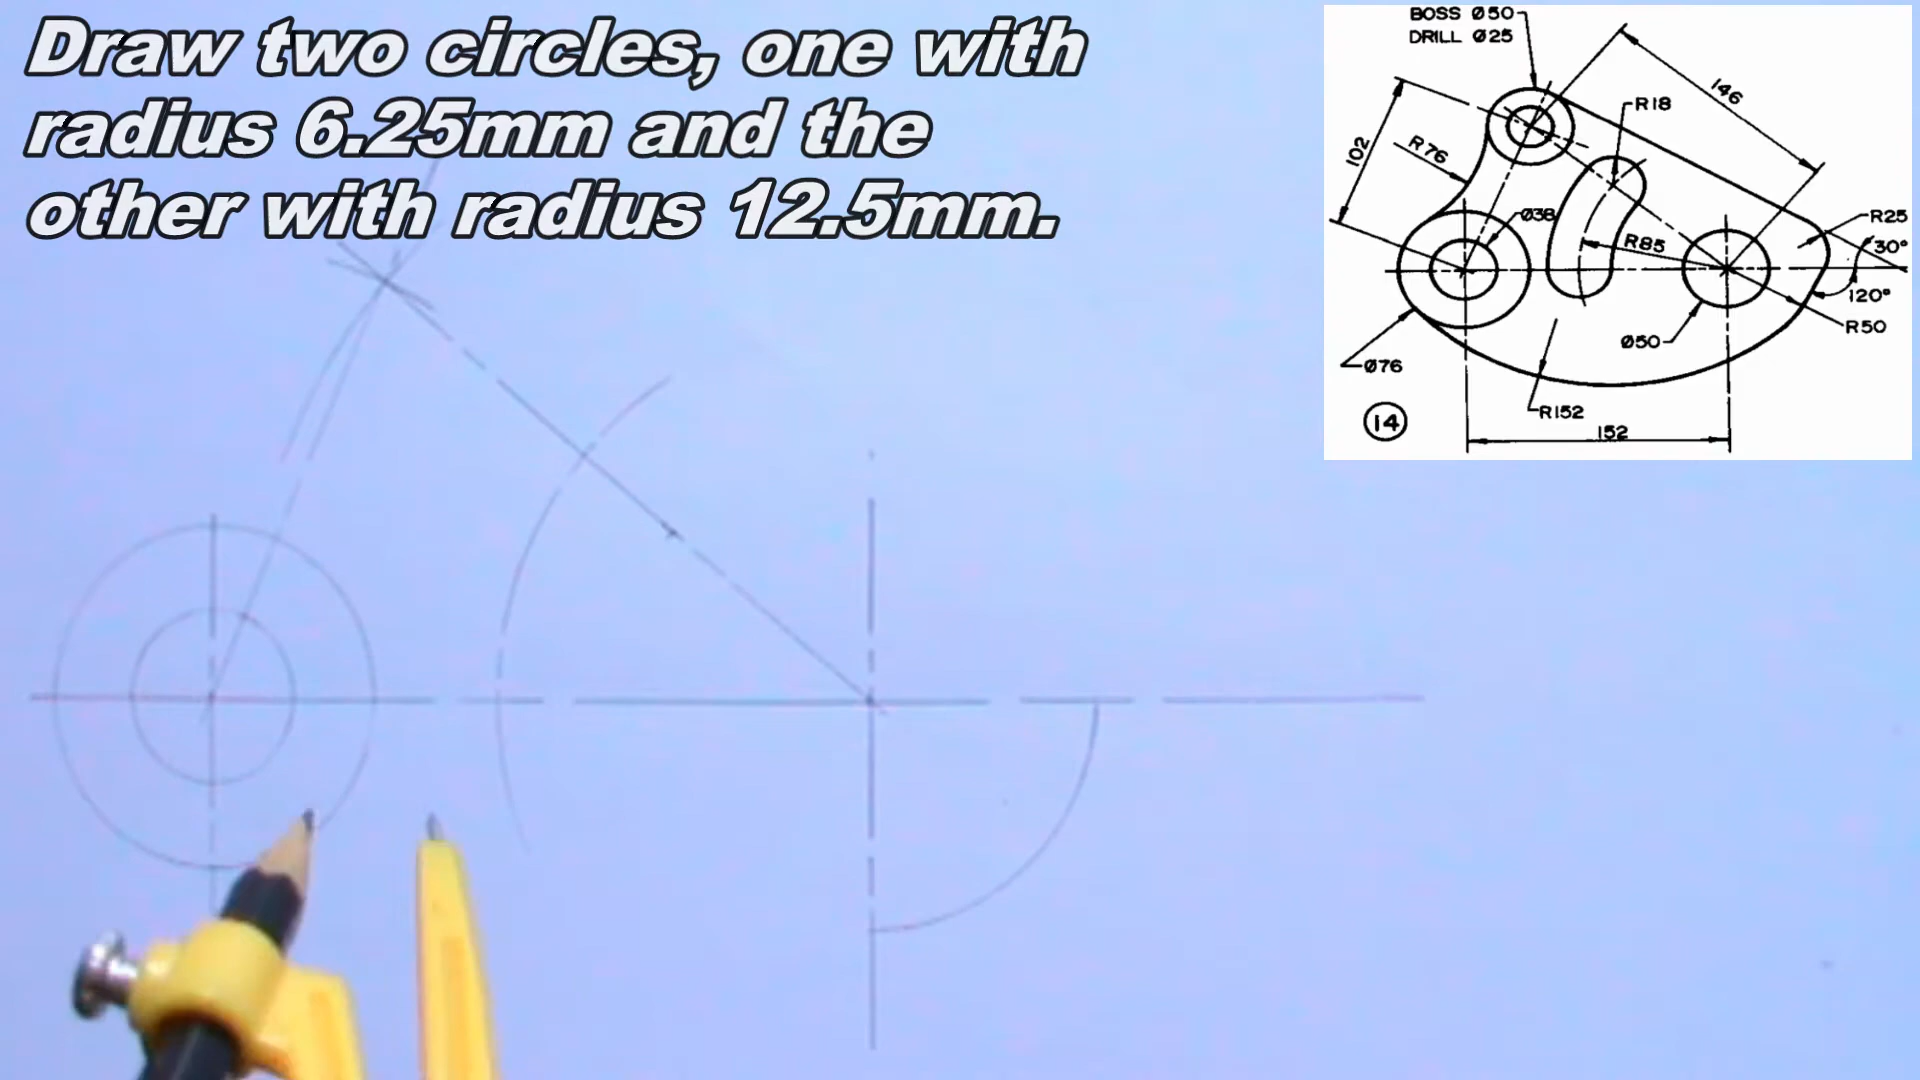 Draw two circles, one with
radius 6.25mm and the
other with radius 12.5mm.
BOSS Ø50
DRILL Ø25
146
R18
102
R76
Ø38
R25
R85
30°
120°
Ø50
R50
Ø76
R152
14
152